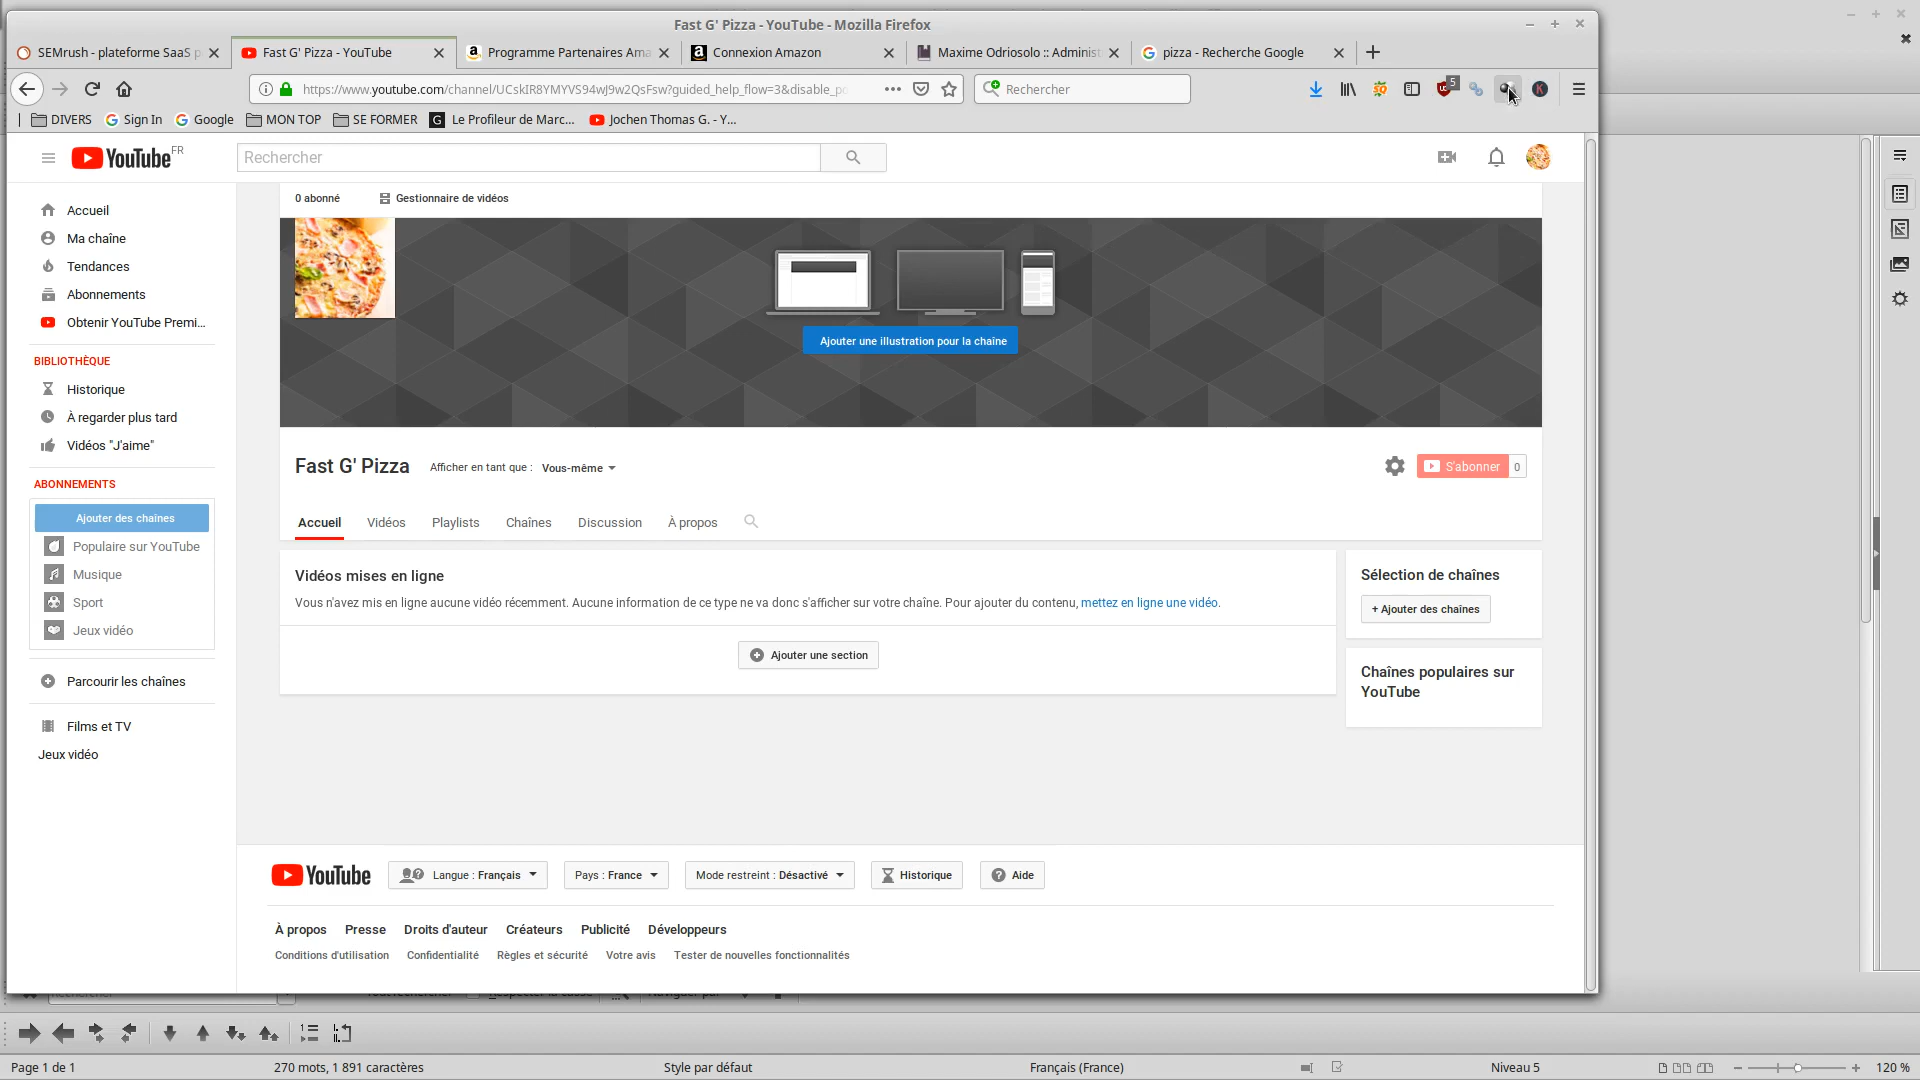 Fast G' Pizza - YouTube - Mozilla Firefox
SEMrush - plateforme SaaS p
Fast G' Pizza - YouTube
Programme Partenaires Ama
Connexion Amazon
Maxime Odriosolo :: Administ
pizza - Recherche Google
https://www.youtube.com/channel/UCskIR8YMYVS94wJ9w2QsFsw?guided_help_flow=3&disable_po
Rechercher
5
DIVERS
Sign In
Google
MON TOP
SE FORMER
Le Profileur de Marc...
Jochen Thomas G. - Y...
YouTube FR
Rechercher
0 abonné
Gestionnaire de vidéos
Accueil
Ma chaîne
Tendances
Abonnements
Obtenir YouTube Premi...
BIBLIOTHÈQUE
Historique
À regarder plus tard
Vidéos "J'aime"
ABONNEMENTS
Ajouter des chaînes
Populaire sur YouTube
Musique
Sport
Jeux vidéo
Parcourir les chaînes
Films et TV
Jeux vidéo
Ajouter une illustration pour la chaîne
Fast G' Pizza
Afficher en tant que :
Vous-même
S'abonner
0
Accueil
Vidéos
Playlists
Chaînes
Discussion
À propos
Vidéos mises en ligne
Vous n'avez mis en ligne aucune vidéo récemment. Aucune information de ce type ne va donc s'afficher sur votre chaîne. Pour ajouter du contenu, mettez en ligne une vidéo.
Ajouter une section
Sélection de chaînes
+ Ajouter des chaînes
Chaînes populaires sur
YouTube
YouTube
Langue : Français
Pays : France
Mode restreint : Désactivé
Historique
Aide
À propos
Presse
Droits d'auteur
Créateurs
Publicité
Développeurs
Conditions d'utilisation
Confidentialité
Règles et sécurité
Votre avis
Tester de nouvelles fonctionnalités
Page 1 de 1
270 mots, 1 891 caractères
Style par défaut
Français (France)
Niveau 5
120 %